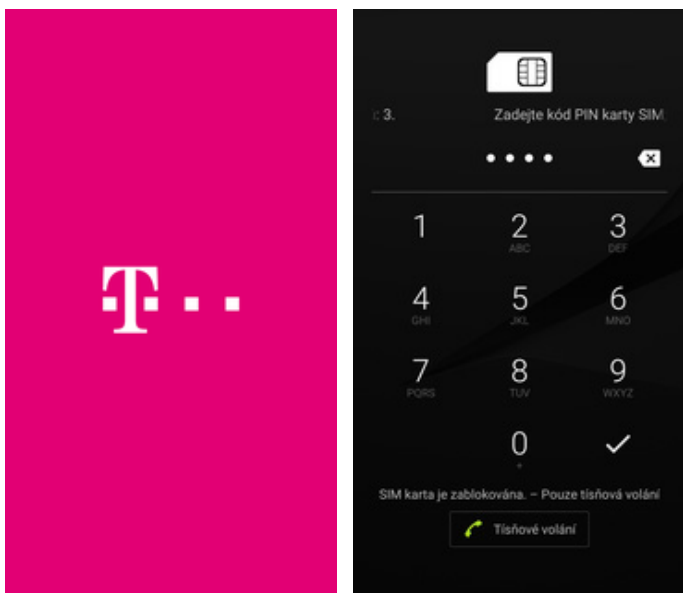 T
: 3. Zadejte kód PIN karty SIM
1 2 3
ABC DEF
4 5 6
GHI JKL MNO
7 8 9
PQRS TUV WXYZ
0
+
SIM karta je zablokována. – Pouze tísňová volání
Tísňové volání